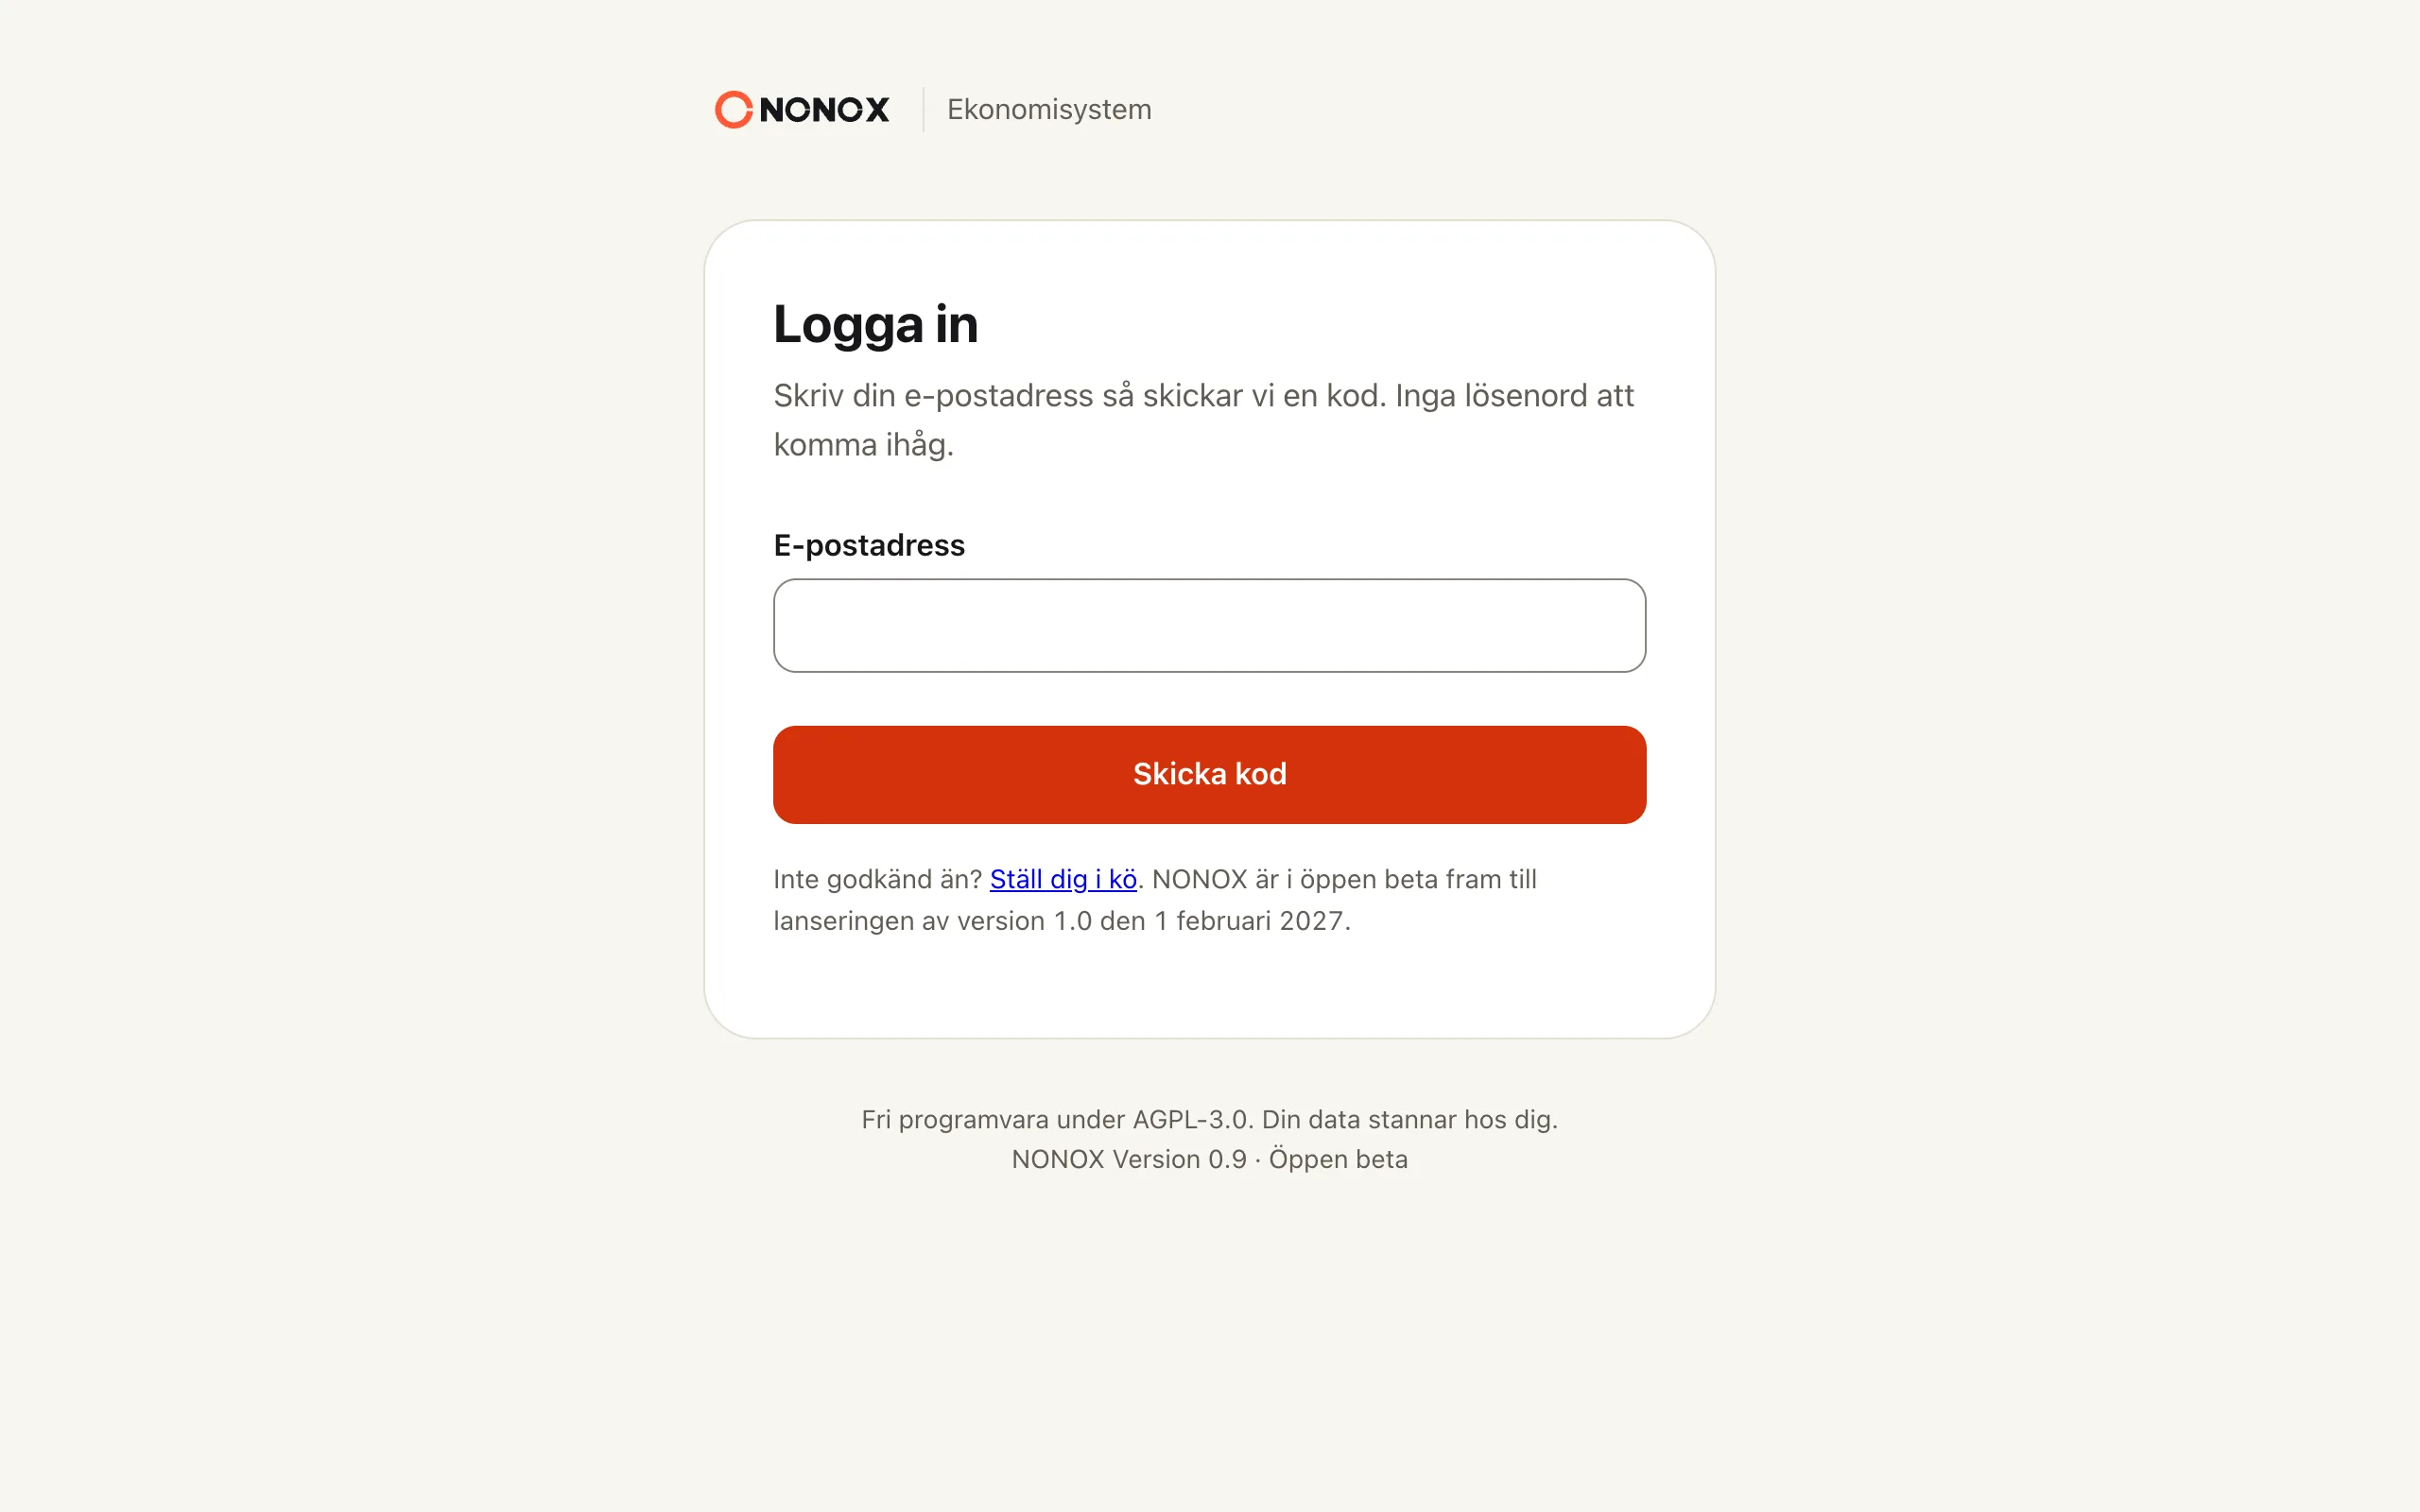 NONOX
Ekonomisystem
Logga in
Skriv din e-postadress så skickar vi en kod. Inga lösenord att
komma ihåg.
E-postadress
Skicka kod
Inte godkänd än? Ställ dig i kö. NONOX är i öppen beta fram till
lanseringen av version 1.0 den 1 februari 2027.
Fri programvara under AGPL-3.0. Din data stannar hos dig.
NONOX Version 0.9 · Öppen beta